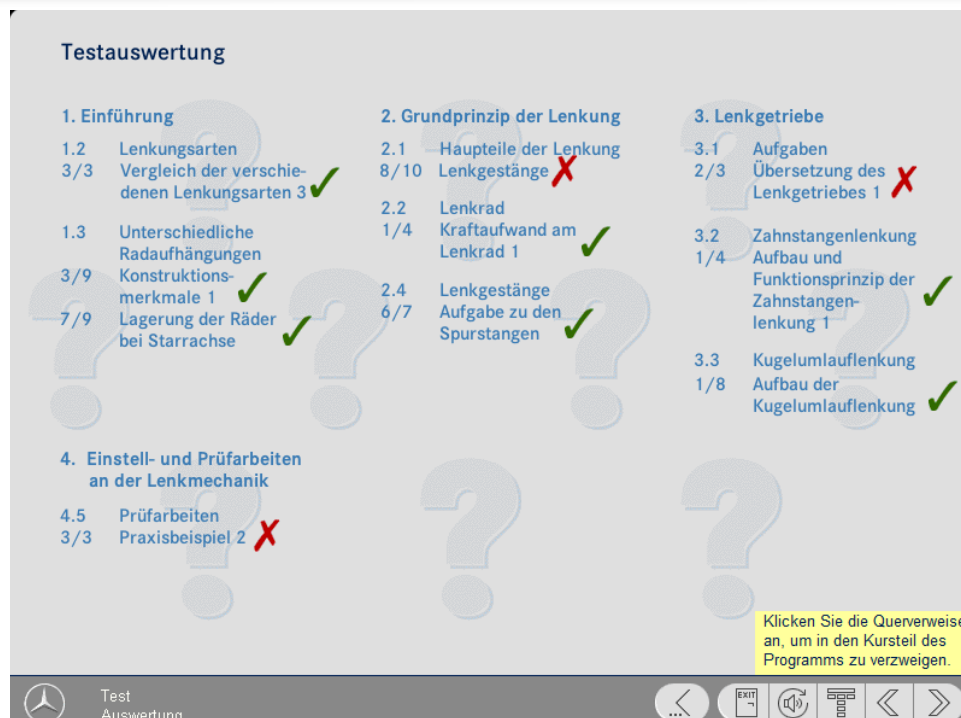 Testauswertung
1. Einführung
1.2 Lenkungsarten
3/3 Vergleich der verschie-
denen Lenkungsarten 3
1.3 Unterschiedliche
Radaufhängungen
3/9 Konstruktions-
merkmale 1
7/9 Lagerung der Räder
bei Starrachse
2. Grundprinzip der Lenkung
2.1 Haupteile der Lenkung
8/10 Lenkgestänge
2.2 Lenkrad
1/4 Kraftaufwand am
Lenkrad 1
2.4 Lenkgestänge
6/7 Aufgabe zu den
Spurstangen
3. Lenkgetriebe
3.1 Aufgaben
2/3 Übersetzung des
Lenkgetriebes 1
3.2 Zahnstangenlenkung
1/4 Aufbau und
Funktionsprinzip der
Zahnstangen-
lenkung 1
3.3 Kugelumlauflenkung
1/8 Aufbau der
Kugelumlauflenkung
4. Einstell- und Prüfarbeiten
an der Lenkmechanik
4.5 Prüfarbeiten
3/3 Praxisbeispiel 2
Klicken Sie die Querverweise
an, um in den Kursteil des
Programms zu verzweigen.
Test
Auswertung
EXIT